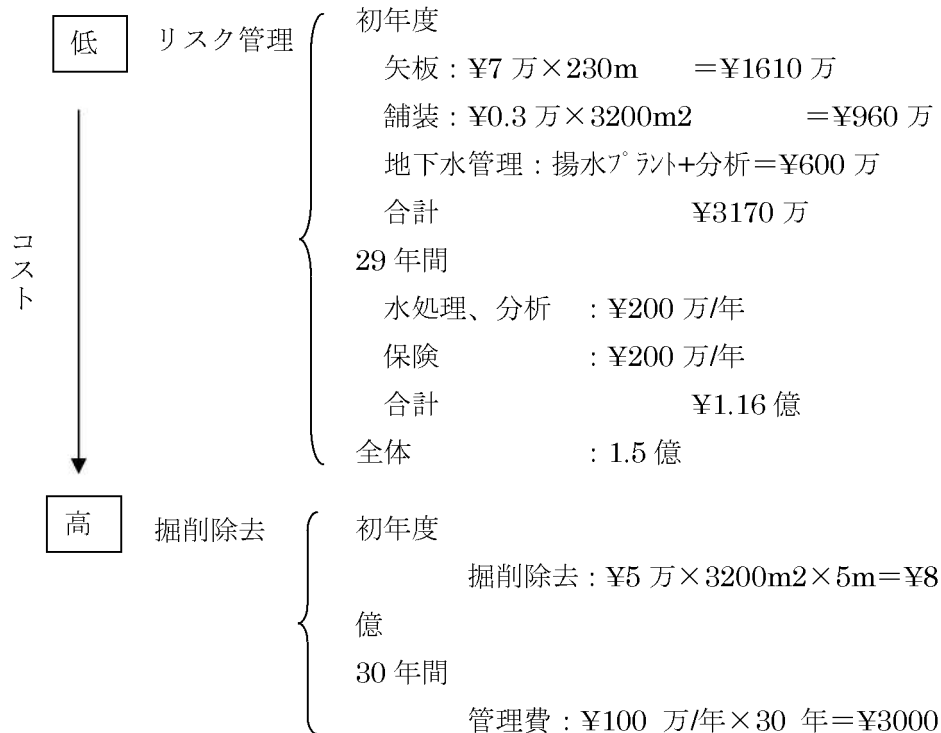 低 リスク管理
初年度
矢板：¥7 万×230m ＝¥1610 万
舗装：¥0.3 万×3200m2 ＝¥960 万
地下水管理：揚水ﾌﾟﾗﾝﾄ+分析＝¥600 万
合計 ¥3170 万
29 年間
水処理、分析 ：¥200 万/年
保険 ：¥200 万/年
合計 ¥1.16 億
全体 ：1.5 億
コスト
高 掘削除去
初年度
掘削除去：¥5 万×3200m2×5m＝¥8
億
30 年間
管理費：¥100 万/年×30 年＝¥3000